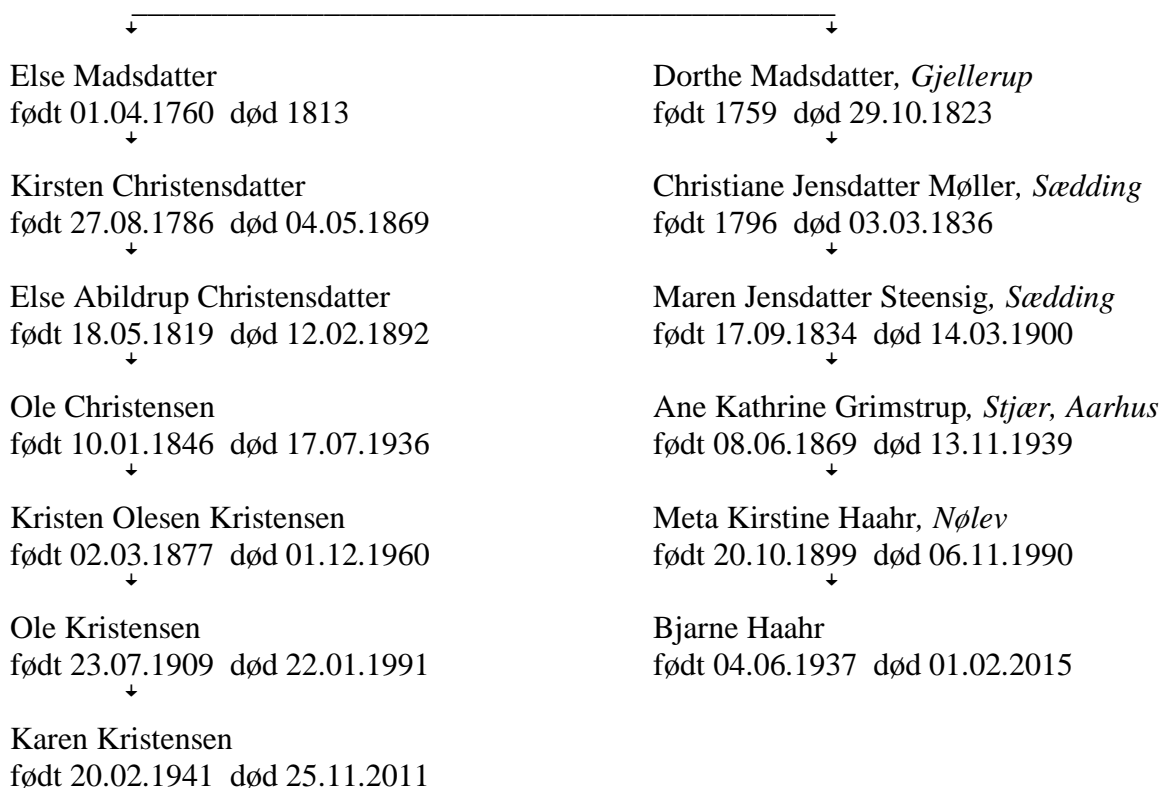 Else Madsdatter
født 01.04.1760 død 1813
Kirsten Christensdatter
født 27.08.1786 død 04.05.1869
Else Abildrup Christensdatter
født 18.05.1819 død 12.02.1892
Ole Christensen
født 10.01.1846 død 17.07.1936
Kristen Olesen Kristensen
født 02.03.1877 død 01.12.1960
Ole Kristensen
født 23.07.1909 død 22.01.1991
Karen Kristensen
født 20.02.1941 død 25.11.2011
Dorthe Madsdatter, Gjellerup
født 1759 død 29.10.1823
Christiane Jensdatter Møller, Sædding
født 1796 død 03.03.1836
Maren Jensdatter Steensig, Sædding
født 17.09.1834 død 14.03.1900
Ane Kathrine Grimstrup, Stjær, Aarhus
født 08.06.1869 død 13.11.1939
Meta Kirstine Haahr, Nølev
født 20.10.1899 død 06.11.1990
Bjarne Haahr
født 04.06.1937 død 01.02.2015